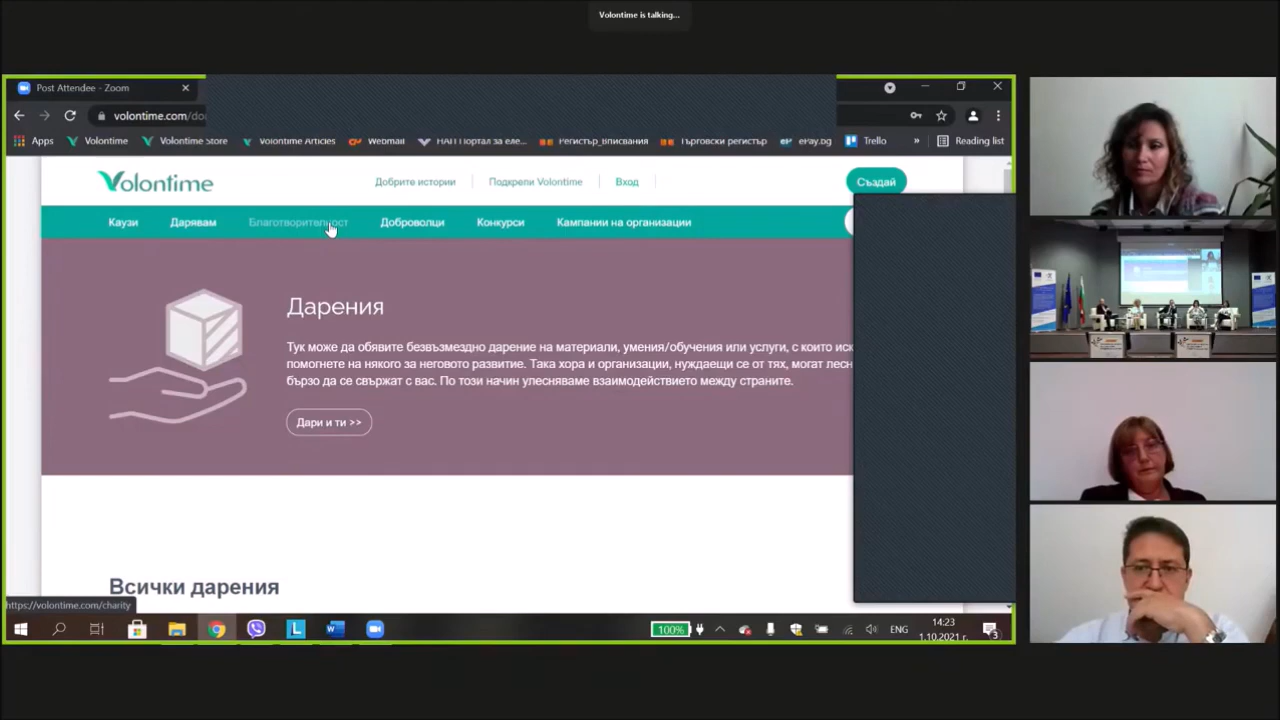 Volontime is talking...
Post Attendee - Zoom
volontime.com/do
Apps Volontime Volontime Store Volontime Articles Webmail НАП Портал за еле... Регистър_Вписвания Търговски регистър ePay.bg Trello » Reading list
Volontime Добрите истории Подкрепи Volontime Вход Създай
Каузи Дарявам Благотворителност Доброволци Конкурси Кампании на организации
Дарения
Тук може да обявите безвъзмездно дарение на материали, умения/обучения или услуги, с които иск
помогнете на някого за неговото развитие. Така хора и организации, нуждаещи се от тях, могат лесн
бързо да се свържат с вас. По този начин улесняваме взаимодействието между страните.
Дари и ти >>
Всички дарения
https://volontime.com/charity
100% ENG 14:23
1.10.2021 г. 3